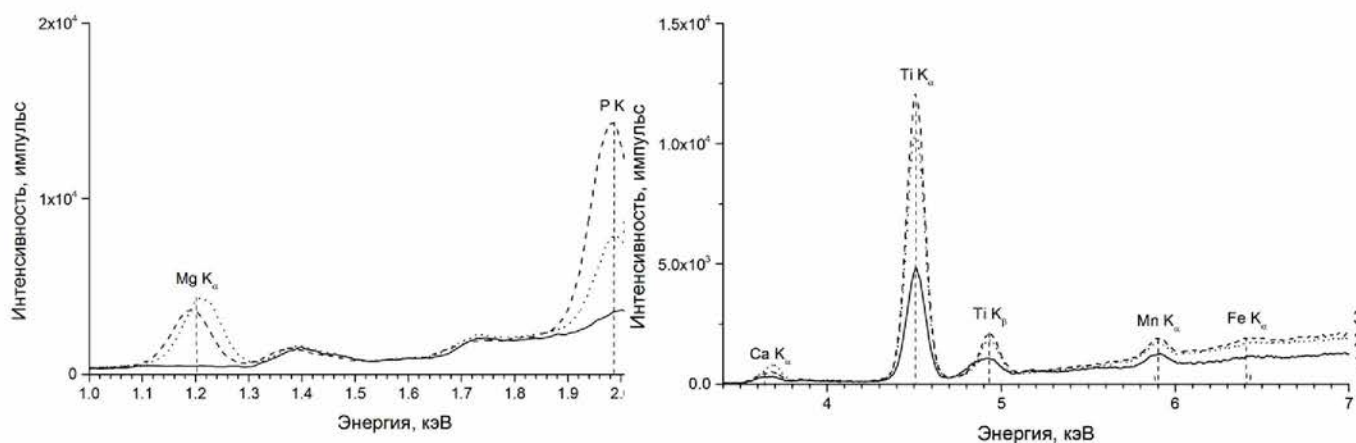 2x10⁴
1x10⁴
0
Интенсивность, импульс
Mg Kα
P K
1.0 1.1 1.2 1.3 1.4 1.5 1.6 1.7 1.8 1.9
Энергия, кэВ
1.5x10⁴
1.0x10⁴
5.0x10³
0.0
Интенсивность, импульс
Ca Kα
Ti Kα
Ti Kβ
Mn Kα
Fe Kα
4 5 6 7
Энергия, кэВ